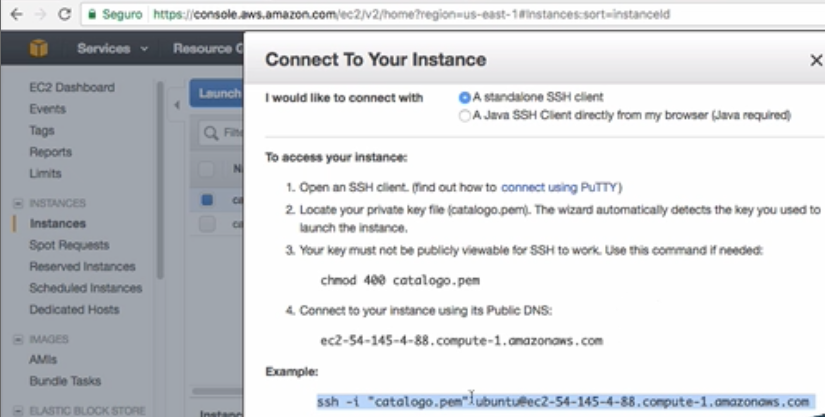 Seguro https://console.aws.amazon.com/ec2/v2/home?region=us-east-1#Instances:sort=instanceId
Services Resource G
EC2 Dashboard
Events
Tags
Reports
Limits
INSTANCES
Instances
Spot Requests
Reserved Instances
Scheduled Instances
Dedicated Hosts
IMAGES
AMIs
Bundle Tasks
ELASTIC BLOCK STORE
Launch
Filte
N
ca
ca
Instanc
Connect To Your Instance
I would like to connect with
A standalone SSH client
A Java SSH Client directly from my browser (Java required)
To access your instance:
1. Open an SSH client. (find out how to connect using PuTTY)
2. Locate your private key file (catalogo.pem). The wizard automatically detects the key you used to
launch the instance.
3. Your key must not be publicly viewable for SSH to work. Use this command if needed:
chmod 400 catalogo.pem
4. Connect to your instance using its Public DNS:
ec2-54-145-4-88.compute-1.amazonaws.com
Example:
ssh -i "catalogo.pem" ubuntu@ec2-54-145-4-88.compute-1.amazonaws.com